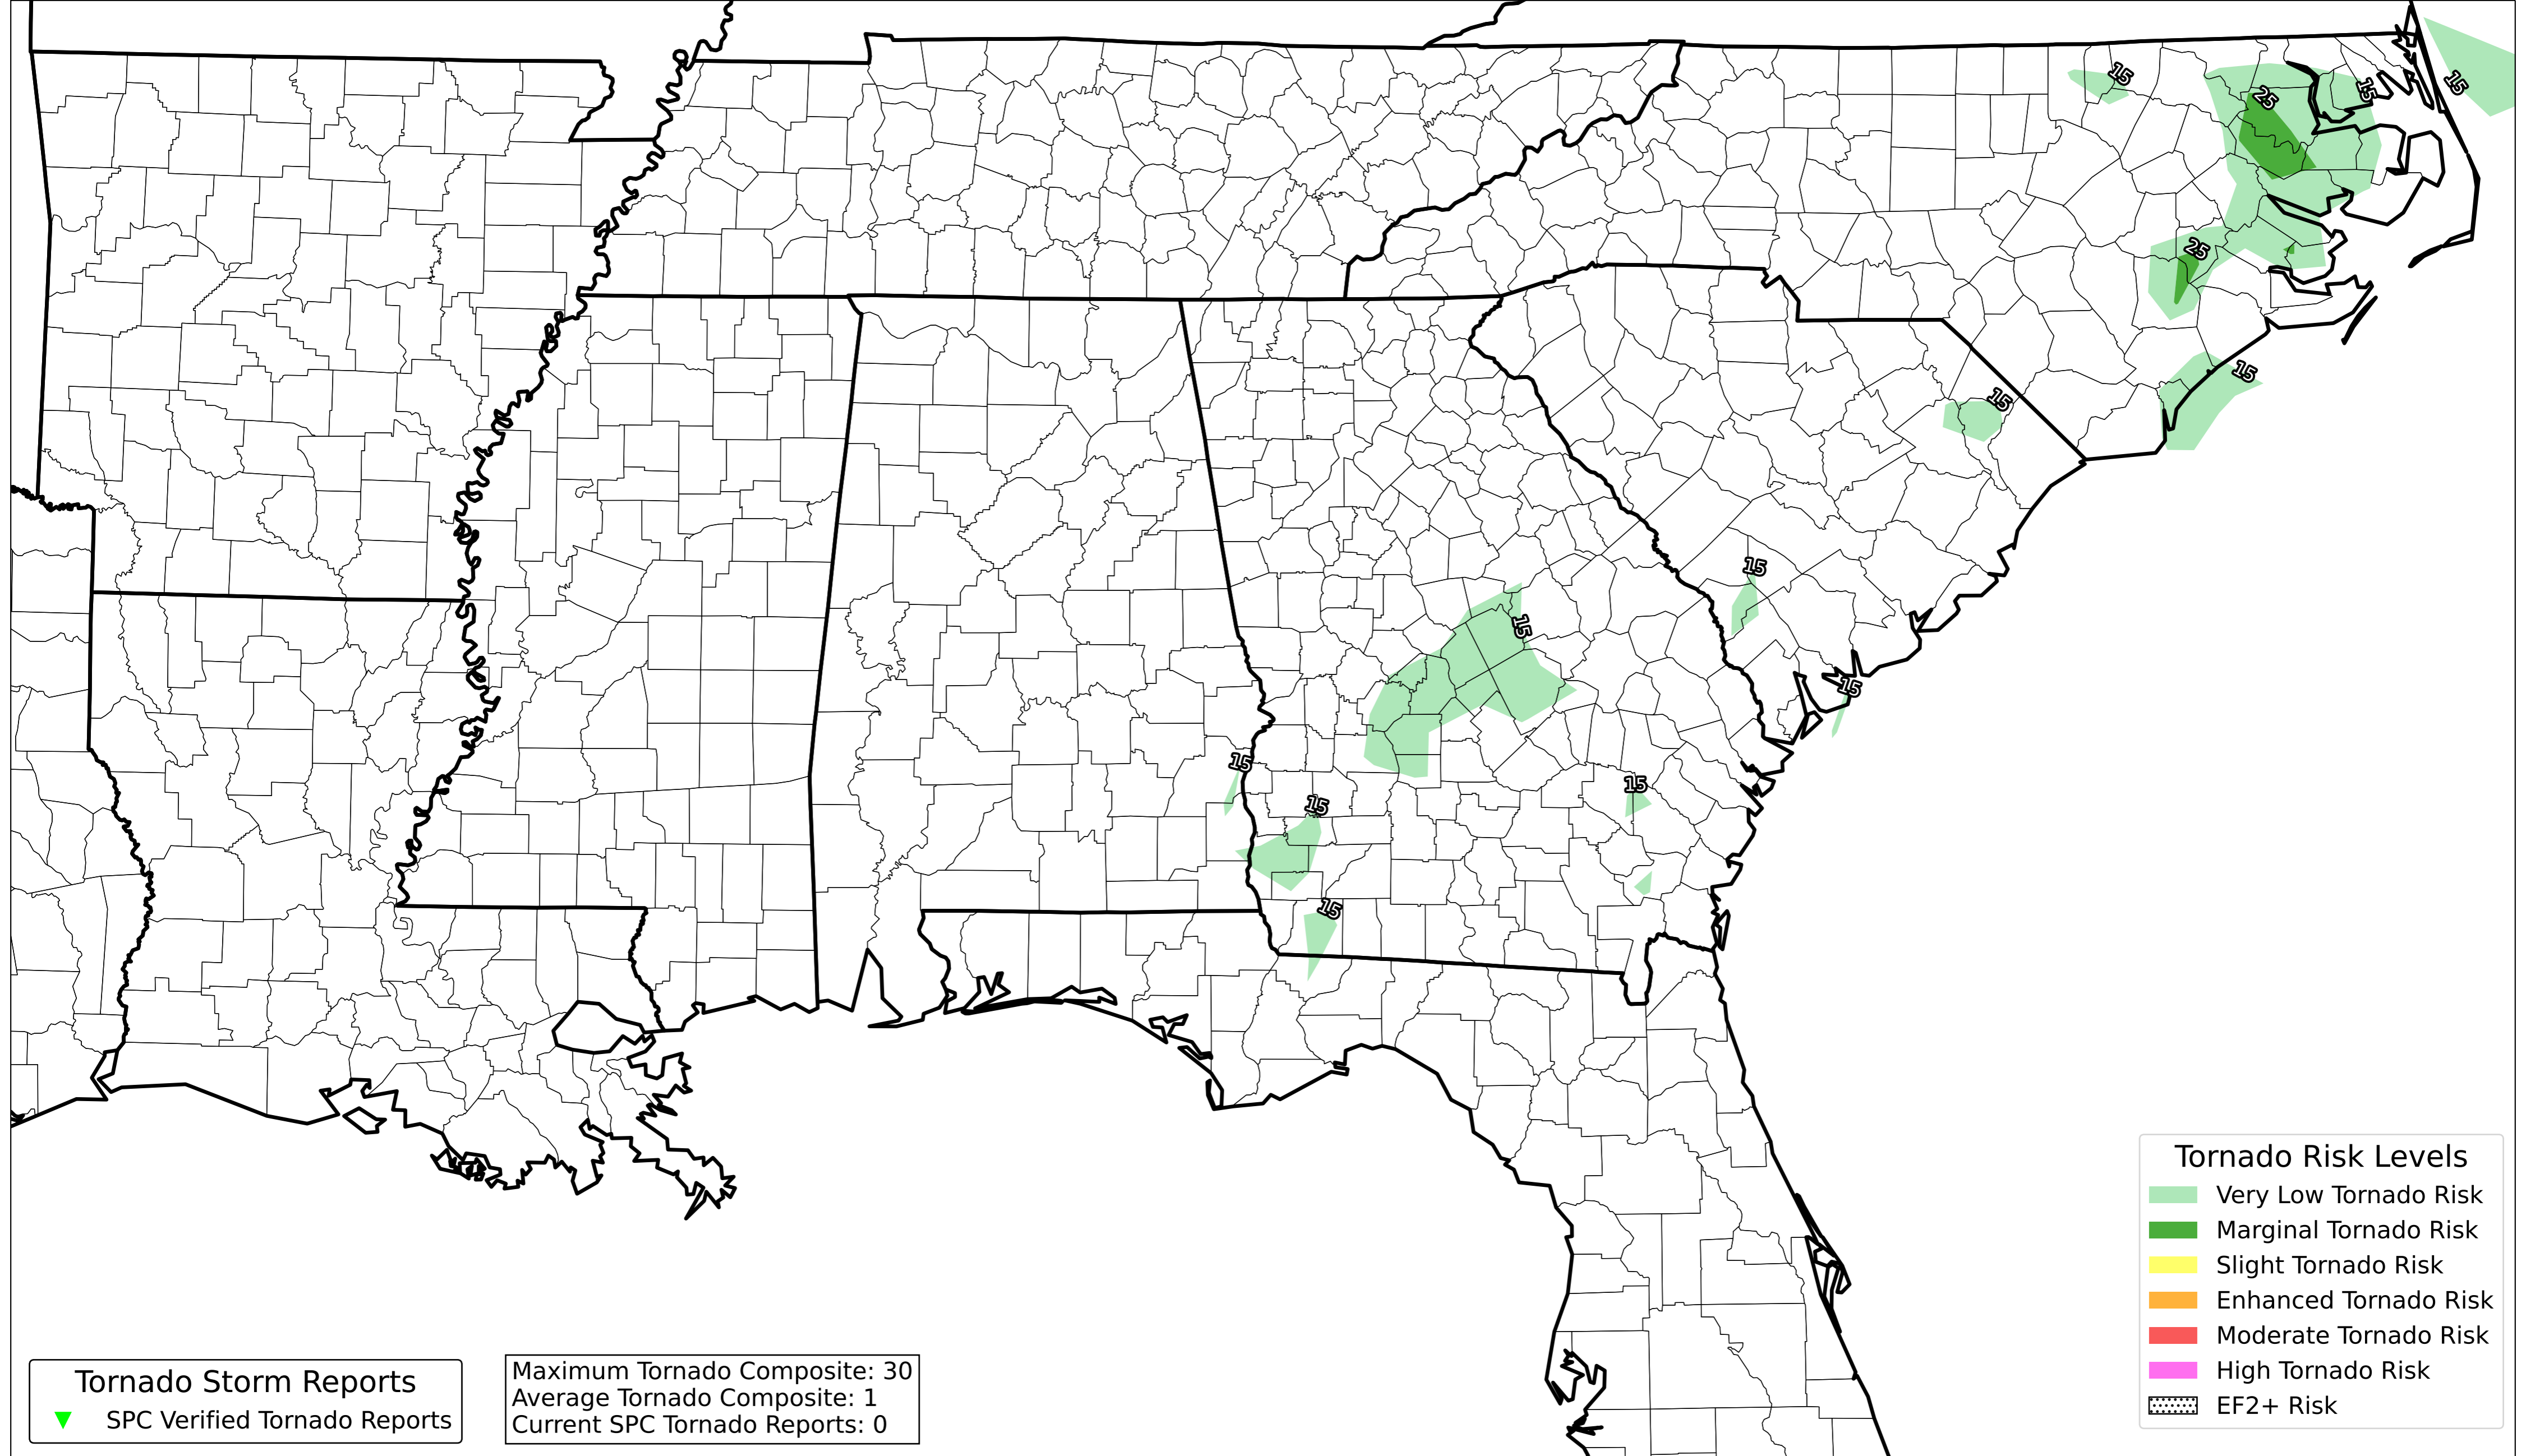 15
15
25
15
25
15
15
15
15
15
15
15
15
15
Tornado Risk Levels
Very Low Tornado Risk
Marginal Tornado Risk
Slight Tornado Risk
Enhanced Tornado Risk
Moderate Tornado Risk
High Tornado Risk
EF2+ Risk
Tornado Storm Reports
SPC Verified Tornado Reports
Maximum Tornado Composite: 30
Average Tornado Composite: 1
Current SPC Tornado Reports: 0